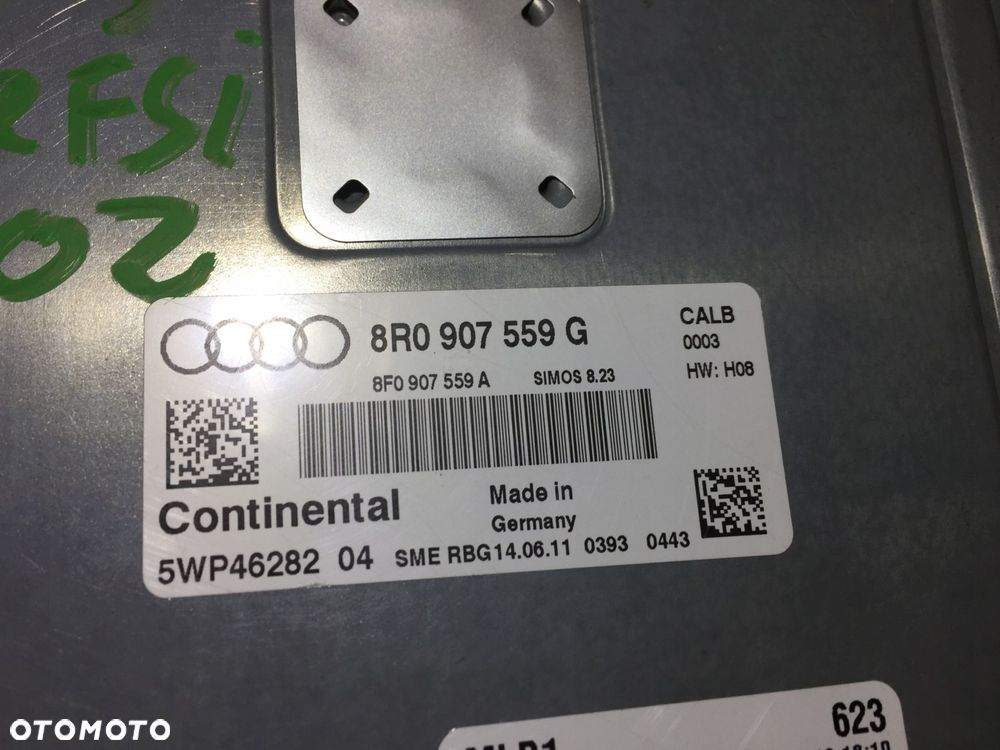 RFSI
02
8R0 907 559 G
CALB
0003
8F0 907 559 A SIMOS 8.23
HW: H08
Continental
Made in
Germany
5WP46282 04 SME RBG14.06.11 0393 0443
623
MLB1
OTOMOTO